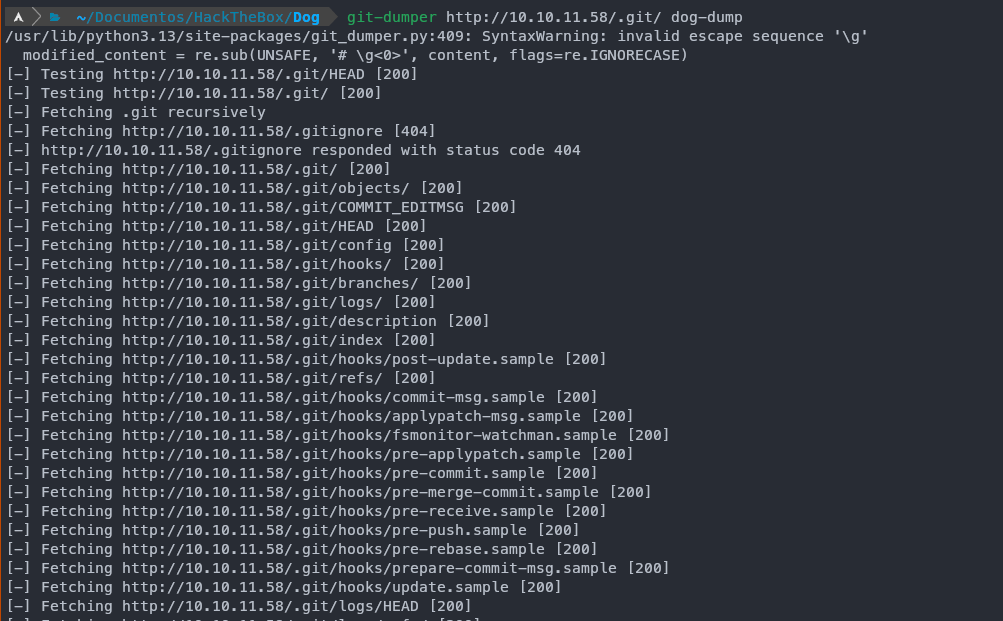 ~/Documentos/HackTheBox/Dog git-dumper http://10.10.11.58/.git/ dog-dump
/usr/lib/python3.13/site-packages/git_dumper.py:409: SyntaxWarning: invalid escape sequence '\g'
  modified_content = re.sub(UNSAFE, '# \g<0>', content, flags=re.IGNORECASE)
[-] Testing http://10.10.11.58/.git/HEAD [200]
[-] Testing http://10.10.11.58/.git/ [200]
[-] Fetching .git recursively
[-] Fetching http://10.10.11.58/.gitignore [404]
[-] http://10.10.11.58/.gitignore responded with status code 404
[-] Fetching http://10.10.11.58/.git/ [200]
[-] Fetching http://10.10.11.58/.git/objects/ [200]
[-] Fetching http://10.10.11.58/.git/COMMIT_EDITMSG [200]
[-] Fetching http://10.10.11.58/.git/HEAD [200]
[-] Fetching http://10.10.11.58/.git/config [200]
[-] Fetching http://10.10.11.58/.git/hooks/ [200]
[-] Fetching http://10.10.11.58/.git/branches/ [200]
[-] Fetching http://10.10.11.58/.git/logs/ [200]
[-] Fetching http://10.10.11.58/.git/description [200]
[-] Fetching http://10.10.11.58/.git/index [200]
[-] Fetching http://10.10.11.58/.git/hooks/post-update.sample [200]
[-] Fetching http://10.10.11.58/.git/refs/ [200]
[-] Fetching http://10.10.11.58/.git/hooks/commit-msg.sample [200]
[-] Fetching http://10.10.11.58/.git/hooks/applypatch-msg.sample [200]
[-] Fetching http://10.10.11.58/.git/hooks/fsmonitor-watchman.sample [200]
[-] Fetching http://10.10.11.58/.git/hooks/pre-applypatch.sample [200]
[-] Fetching http://10.10.11.58/.git/hooks/pre-commit.sample [200]
[-] Fetching http://10.10.11.58/.git/hooks/pre-merge-commit.sample [200]
[-] Fetching http://10.10.11.58/.git/hooks/pre-receive.sample [200]
[-] Fetching http://10.10.11.58/.git/hooks/pre-push.sample [200]
[-] Fetching http://10.10.11.58/.git/hooks/pre-rebase.sample [200]
[-] Fetching http://10.10.11.58/.git/hooks/prepare-commit-msg.sample [200]
[-] Fetching http://10.10.11.58/.git/hooks/update.sample [200]
[-] Fetching http://10.10.11.58/.git/logs/HEAD [200]